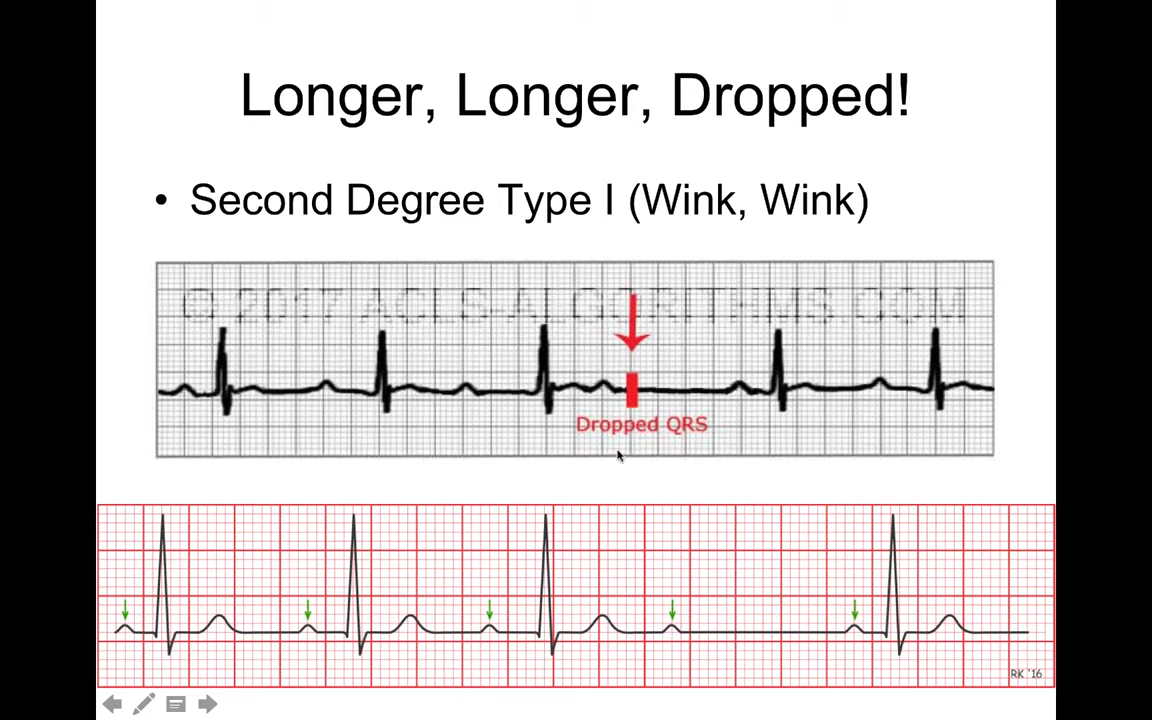 Longer, Longer, Dropped!
• Second Degree Type I (Wink, Wink)
© 2017 ACLS-ALGORITHMS.COM
Dropped QRS
RK '16